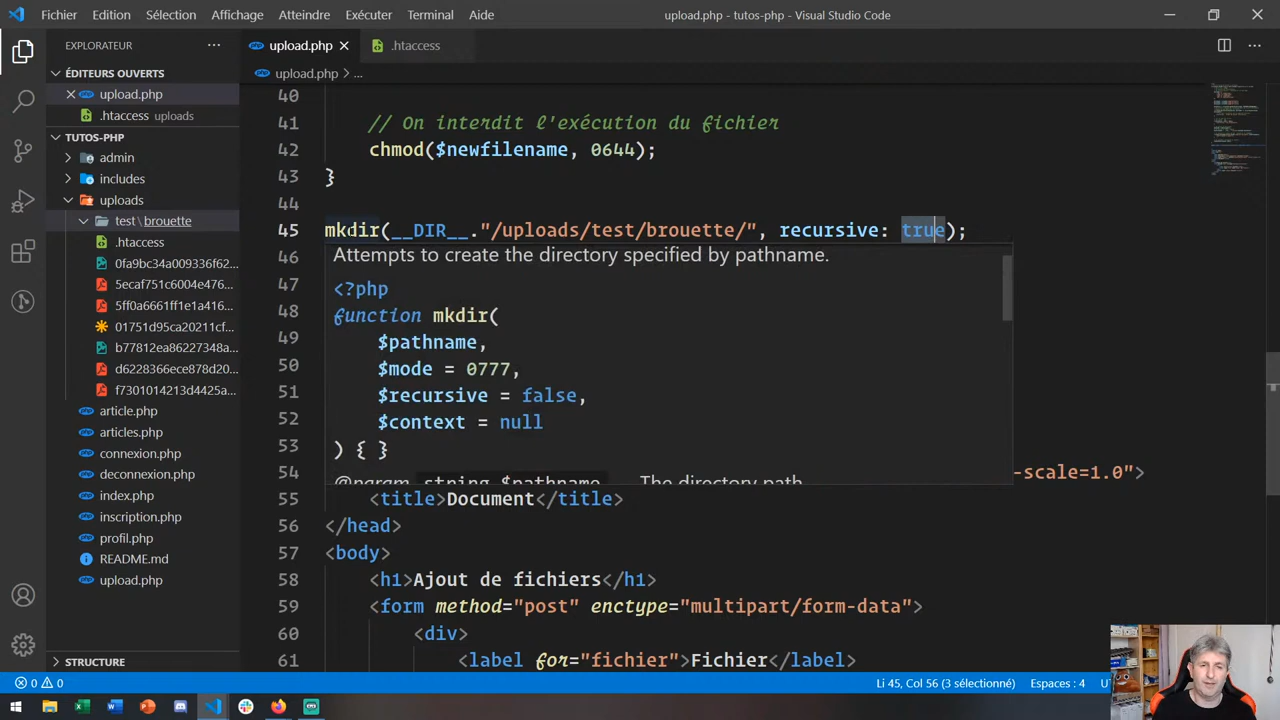 Fichier Edition Sélection Affichage Atteindre Exécuter Terminal Aide upload.php - tutos-php - Visual Studio Code
EXPLORATEUR ··· upload.php .htaccess
ÉDITEURS OUVERTS upload.php > ...
upload.php
.htaccess uploads
TUTOS-PHP
admin
includes
uploads
test\brouette
.htaccess
0fa9bc34a009336...
5ecaf751c6004e476...
5ff0a6661ff1e1a416...
01751d95ca20211cf...
b77812ea86227348a...
d6228366ece878d20...
f7301014213d4425a...
article.php
articles.php
connexion.php
deconnexion.php
index.php
inscription.php
profil.php
README.md
upload.php
STRUCTURE
40
41 // On interdit l'exécution du fichier
42 chmod($newfilename, 0644);
43 }
44
45 mkdir(__DIR__."/uploads/test/brouette/", recursive: true);
46 Attempts to create the directory specified by pathname.
47 <?php
48 function mkdir(
49 $pathname,
50 $mode = 0777,
51 $recursive = false,
52 $context = null
53 ) { }
54 @param string $pathname The directory path -scale=1.0">
55 <title>Document</title>
56 </head>
57 <body>
58 <h1>Ajout de fichiers</h1>
59 <form method="post" enctype="multipart/form-data">
60 <div>
61 <label for="fichier">Fichier</label>
0 0 Li 45, Col 56 (3 sélectionné) Espaces : 4